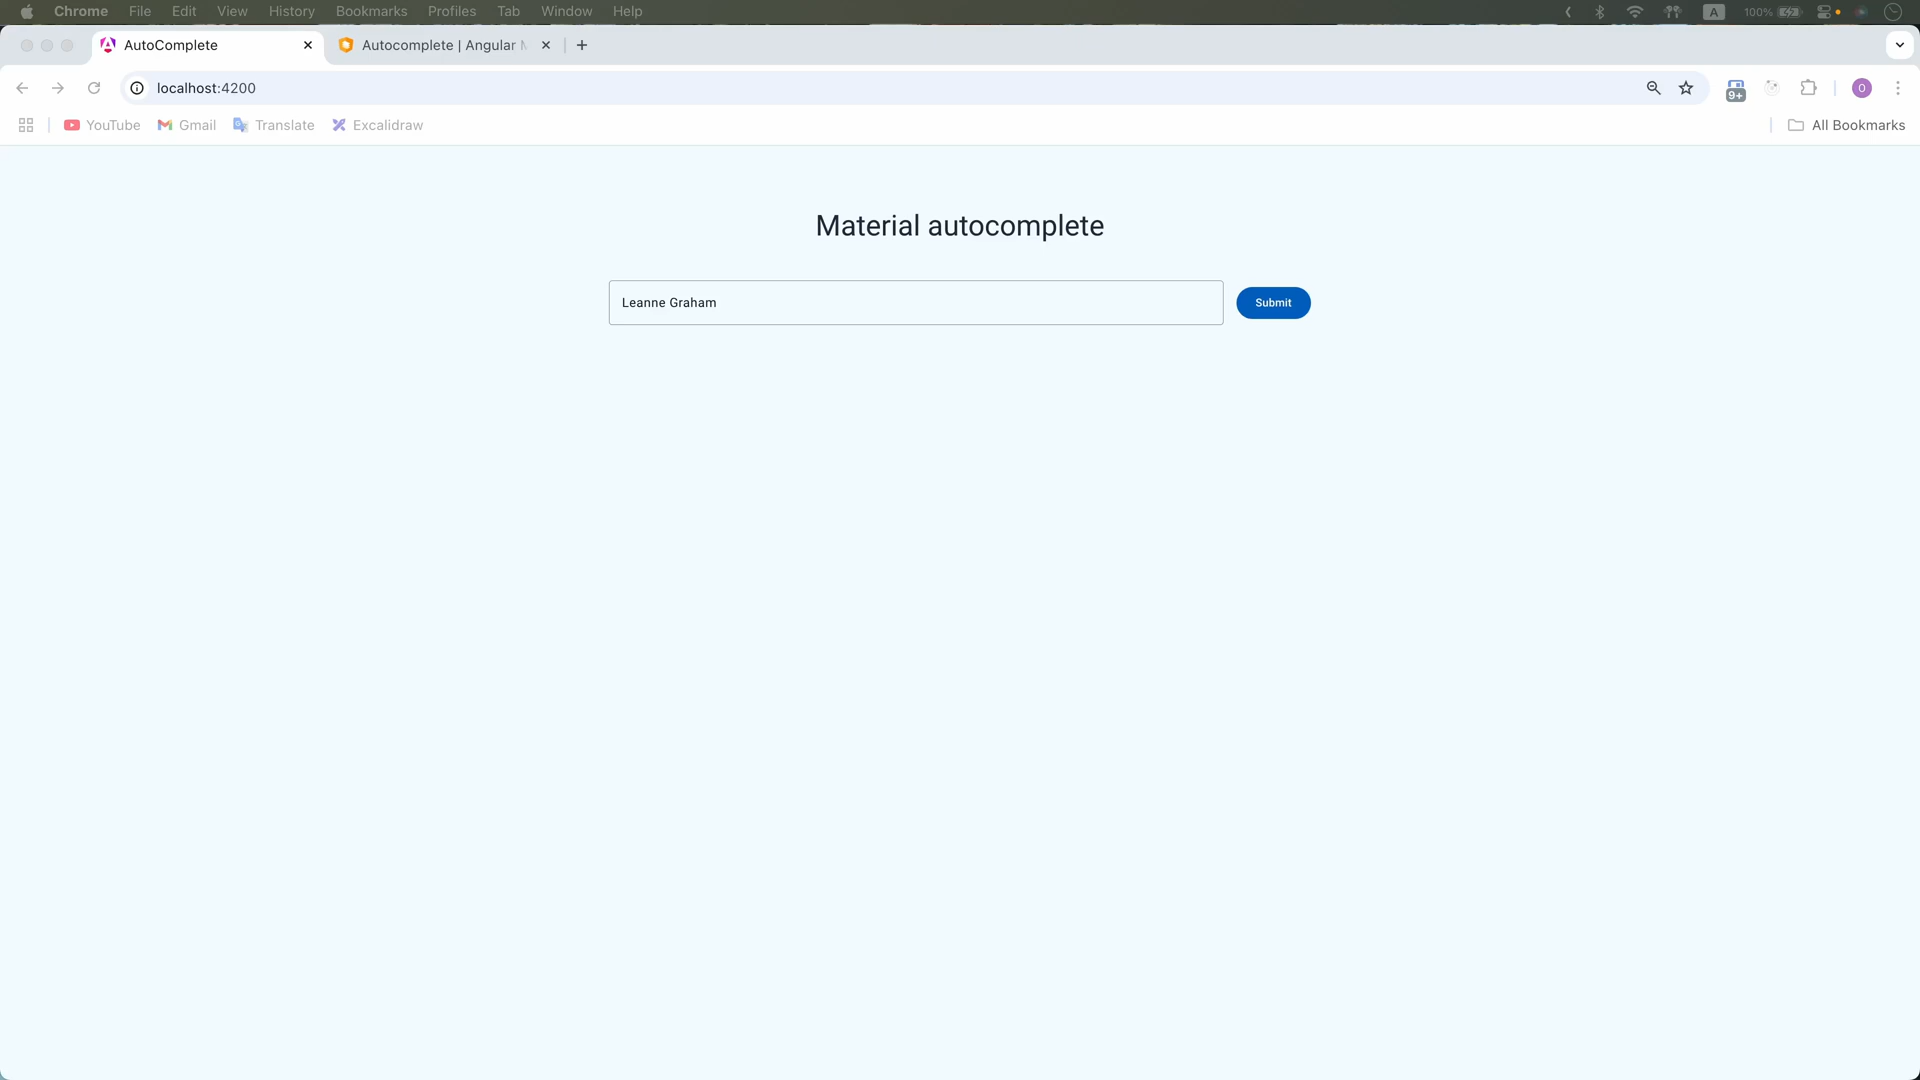 Chrome File Edit View History Bookmarks Profiles Tab Window Help
A 100%
AutoComplete Autocomplete | Angular
localhost:4200
9+ O
YouTube Gmail Translate Excalidraw All Bookmarks
Material autocomplete
Leanne Graham Submit